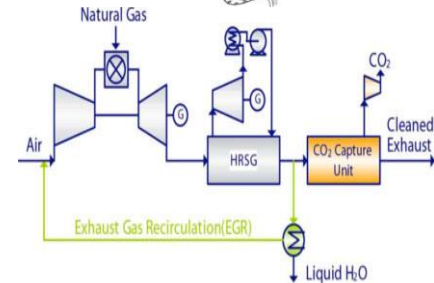 Natural Gas
G
G
CO₂
Air
HRSG
CO₂ Capture
Unit
Cleaned
Exhaust
Exhaust Gas Recirculation(EGR)
Liquid H₂O